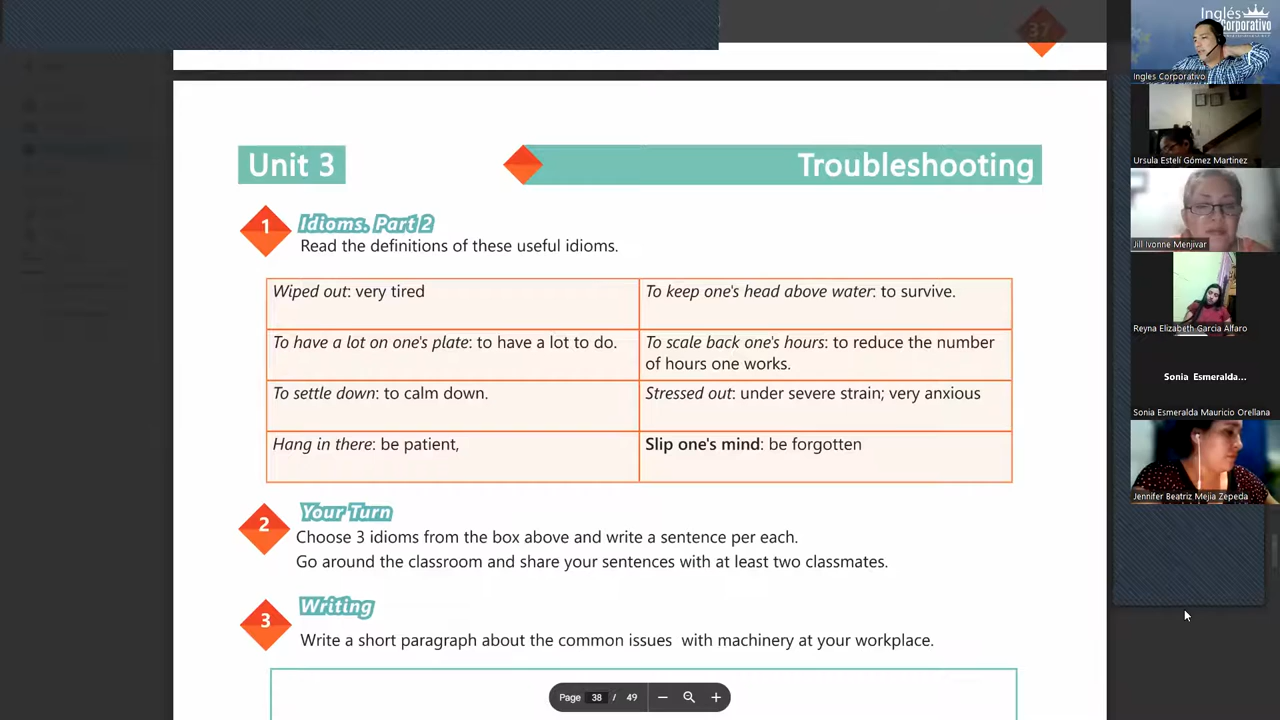 37
Unit 3
Troubleshooting
1
Idioms. Part 2
Read the definitions of these useful idioms.
Wiped out: very tired
To keep one's head above water: to survive.
To have a lot on one's plate: to have a lot to do.
To scale back one's hours: to reduce the number
of hours one works.
To settle down: to calm down.
Stressed out: under severe strain; very anxious
Hang in there: be patient,
Slip one's mind: be forgotten
2
Your Turn
Choose 3 idioms from the box above and write a sentence per each.
Go around the classroom and share your sentences with at least two classmates.
3
Writing
Write a short paragraph about the common issues with machinery at your workplace.
Page 38 / 49
Inglés
Corporativo
Ingles Corporativo
Ursula Estelí Gómez Martinez
Jill Ivonne Menjivar
Reyna Elizabeth Garcia Alfaro
Sonia Esmeralda...
Sonia Esmeralda Mauricio Orellana
Jennifer Beatriz Mejia Zepeda